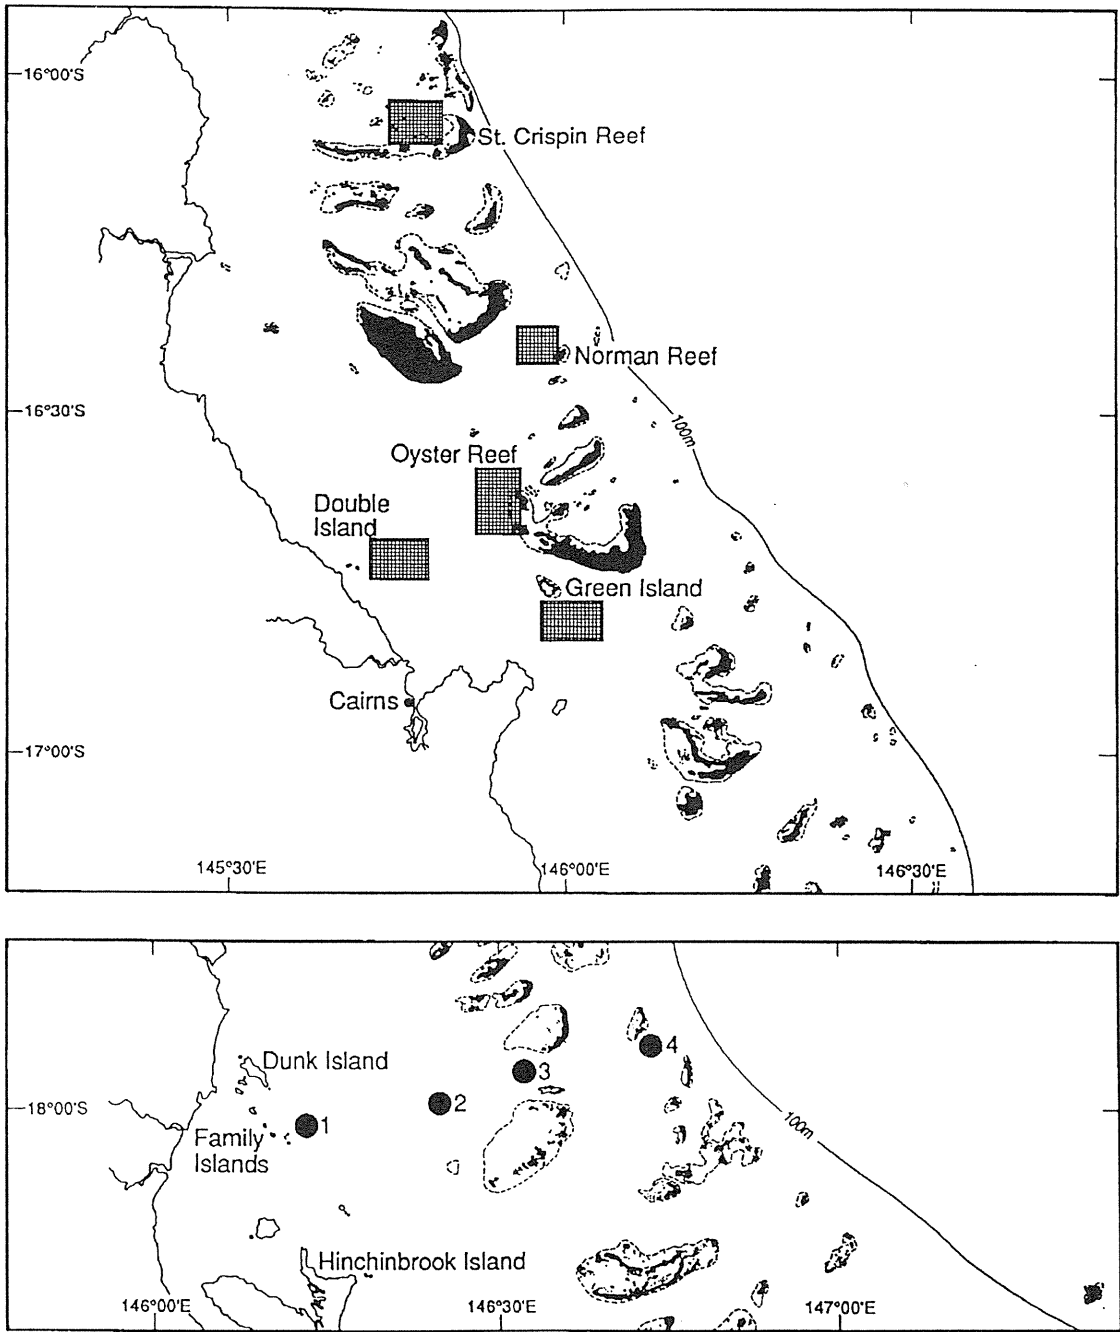 16°00'S
St. Crispin Reef
Norman Reef
16°30'S
100m
Oyster Reef
Double
Island
Green Island
Cairns
17°00'S
145°30'E
146°00'E
146°30'E
4
Dunk Island
3
2
18°00'S
1
100m
Family
Islands
Hinchinbrook Island
146°00'E
146°30'E
147°00'E